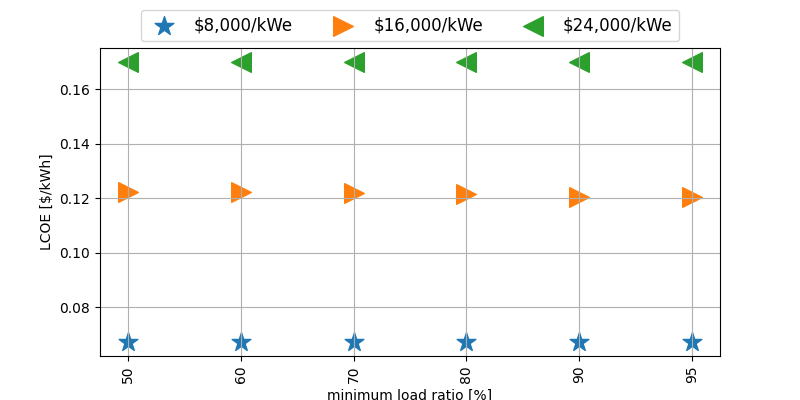 $8,000/kWe $16,000/kWe $24,000/kWe
0.16
0.14
0.12
0.10
0.08
LCOE [$/kWh]
50 60 70 80 90 95
minimum load ratio [%]